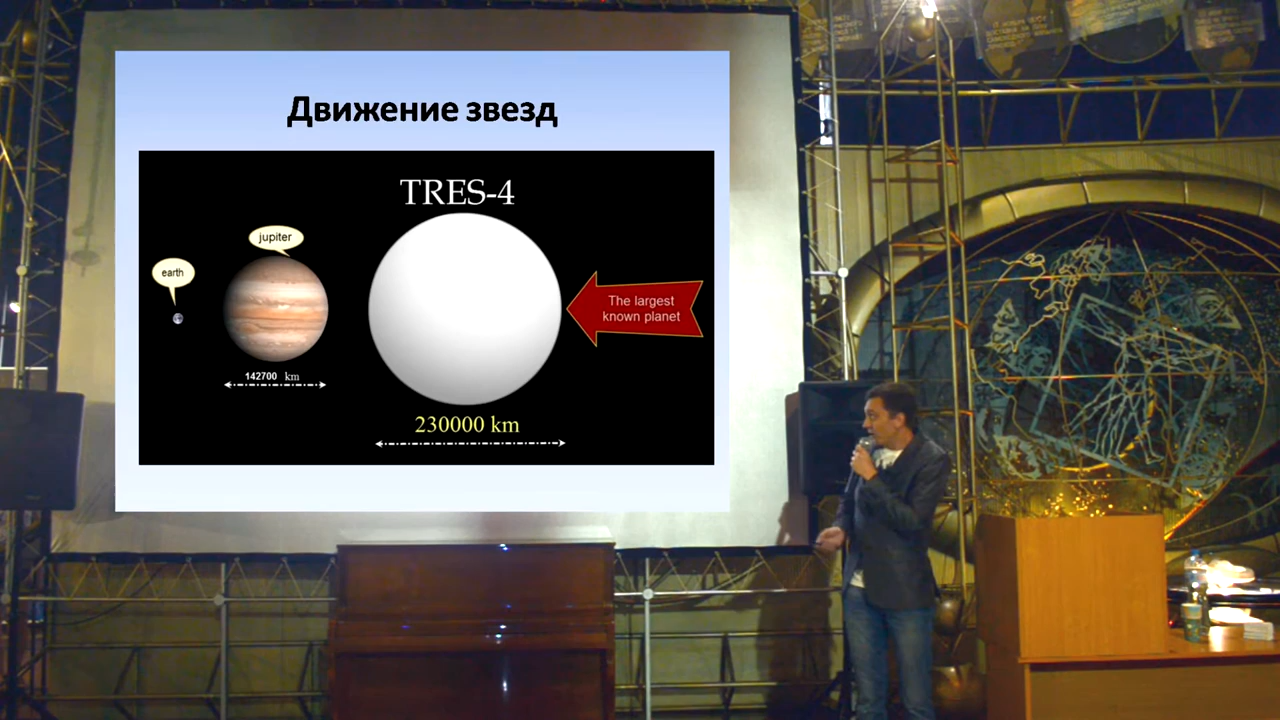 Движение звезд
TRES-4
jupiter
earth
The largest
known planet
142700 km
230000 km